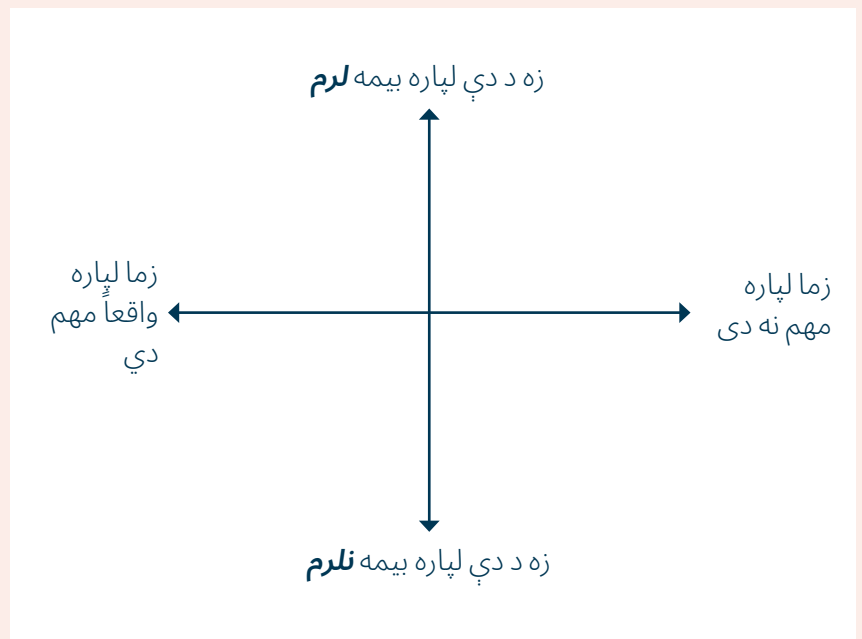 زه د دې لپاره بیمه لرم
زما لپاره
مهم نه دی
زما لپاره
واقعاً مهم
دي
زه د دې لپاره بیمه نلرم